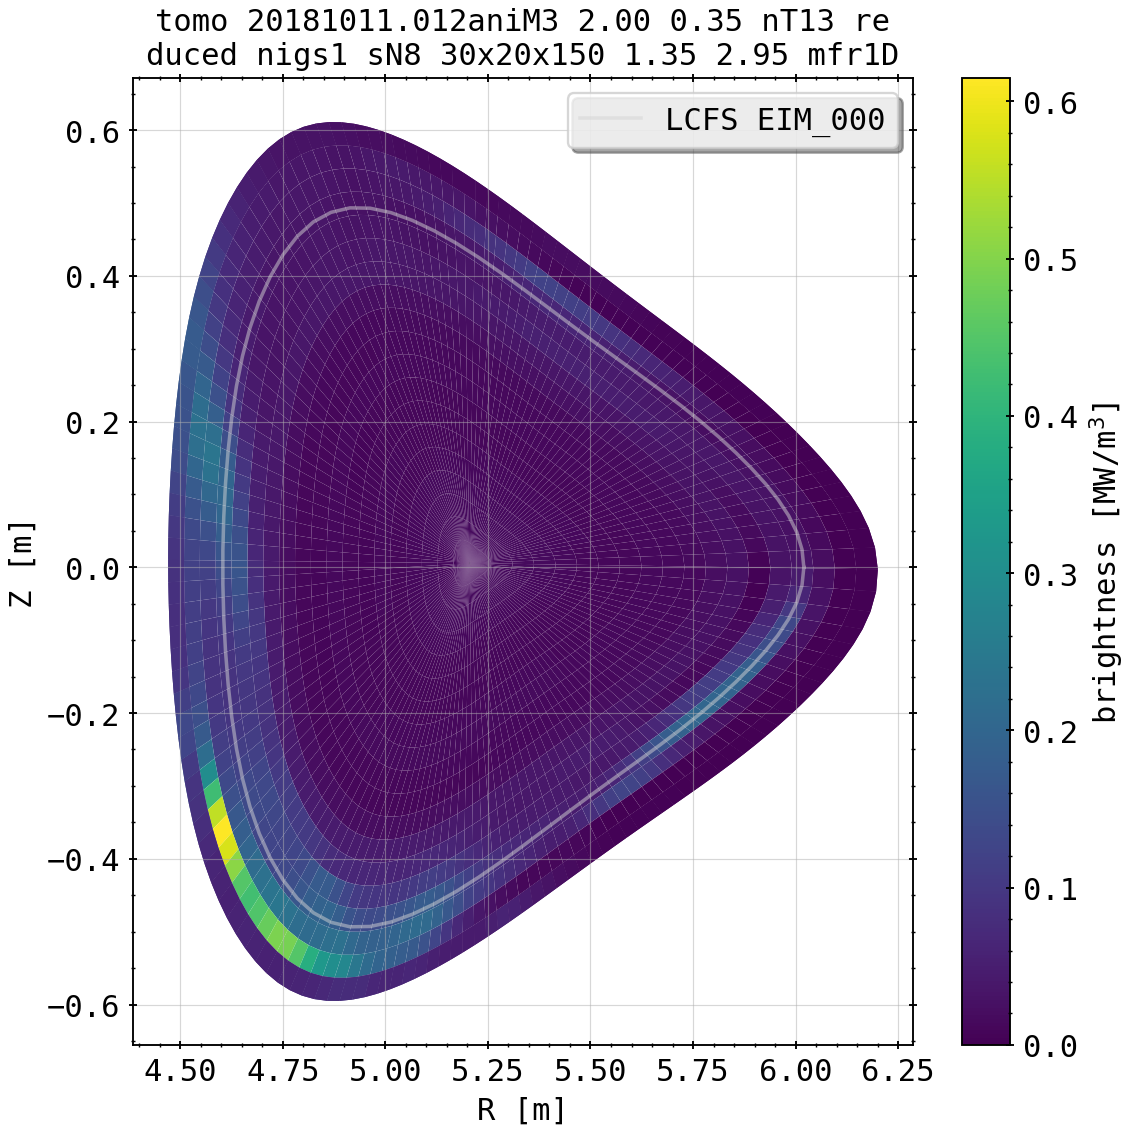 tomo 20181011.012aniM3 2.00 0.35 nT13 re
duced nigs1 sN8 30x20x150 1.35 2.95 mfr1D
LCFS EIM_000
0.6
0.4
0.2
0.0
−0.2
−0.4
−0.6
Z [m]
4.50 4.75 5.00 5.25 5.50 5.75 6.00 6.25
R [m]
0.6
0.5
0.4
0.3
0.2
0.1
0.0
brightness [MW/m³]